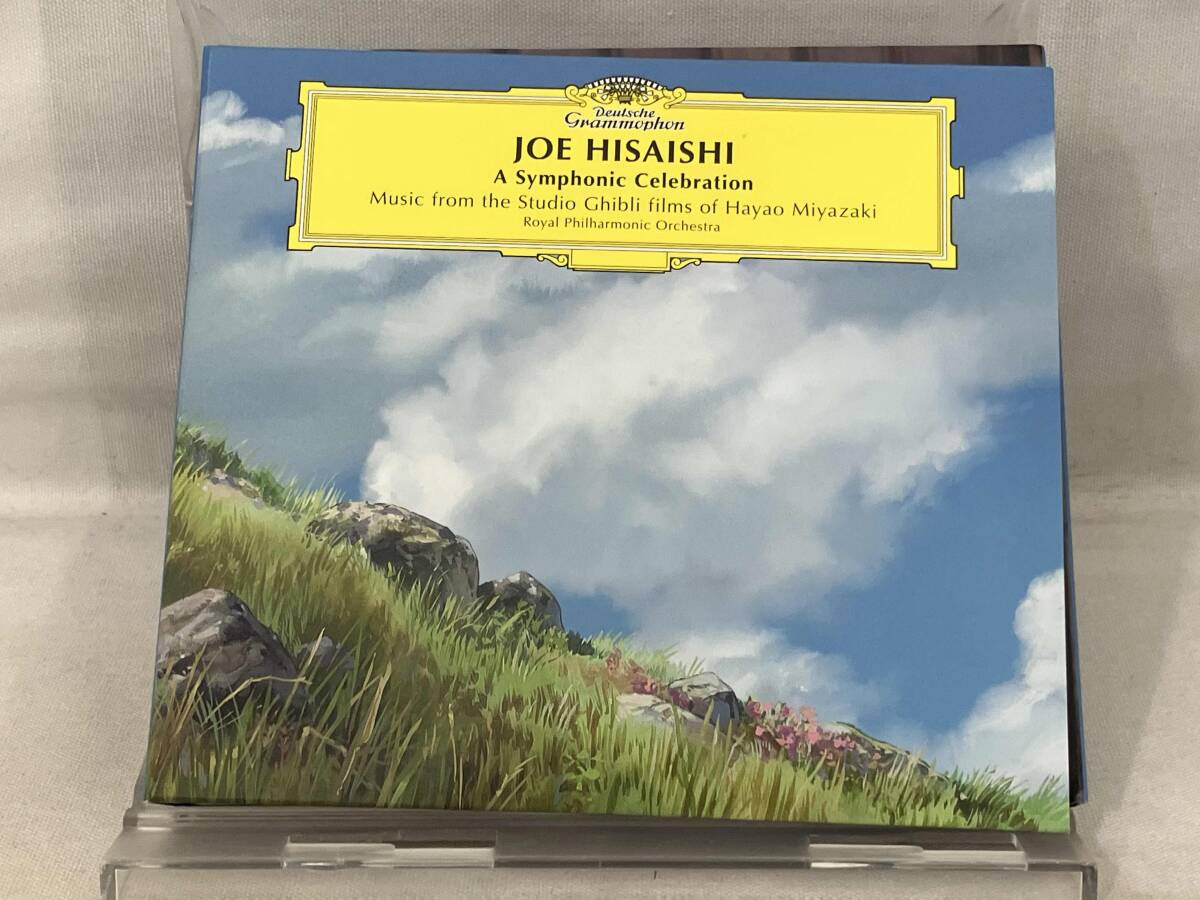 Deutsche
Grammophon
JOE HISAISHI
A Symphonic Celebration
Music from the Studio Ghibli films of Hayao Miyazaki
Royal Philharmonic Orchestra